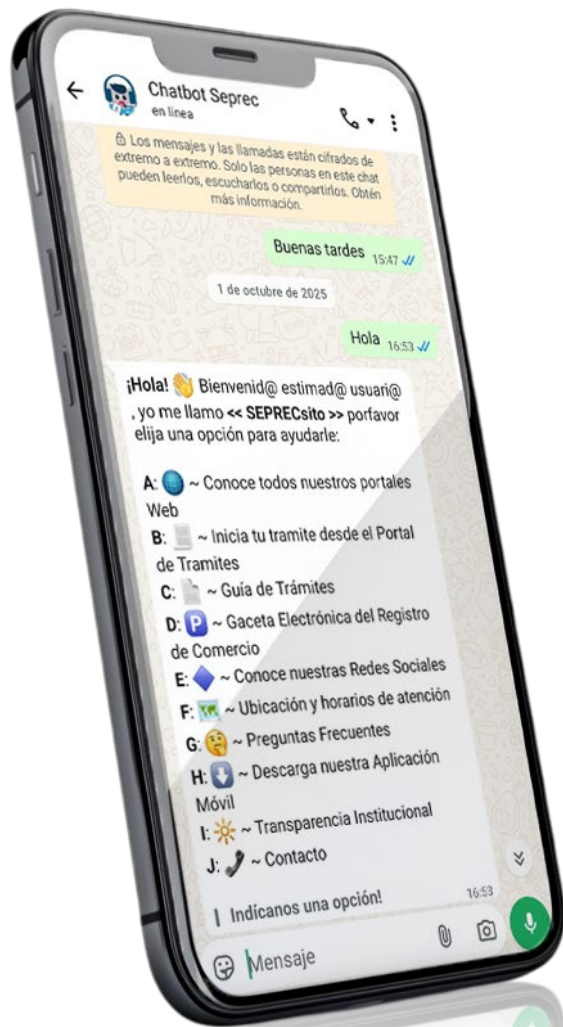 Chatbot Seprec
en línea
Los mensajes y las llamadas están cifrados de
extremo a extremo. Solo las personas en este chat
pueden leerlos, escucharlos o compartirlos. Obtén
más información.
Buenas tardes 15:47
1 de octubre de 2025
Hola 16:53
¡Hola! 👋 Bienvenid@ estimad@ usuari@
, yo me llamo << SEPRECsito >> porfavor
elija una opción para ayudarle:
A: 🌐 ~ Conoce todos nuestros portales
Web
B: 📄 ~ Inicia tu tramite desde el Portal
de Tramites
C: 📄 ~ Guía de Trámites
D: 🅿️ ~ Gaceta Electrónica del Registro
de Comercio
E: 🔷 ~ Conoce nuestras Redes Sociales
F: 🗺️ ~ Ubicación y horarios de atención
G: 🤔 ~ Preguntas Frecuentes
H: ⬇️ ~ Descarga nuestra Aplicación
Móvil
I: 🔆 ~ Transparencia Institucional
J: 📞 ~ Contacto
| Indícanos una opción!
16:53
Mensaje